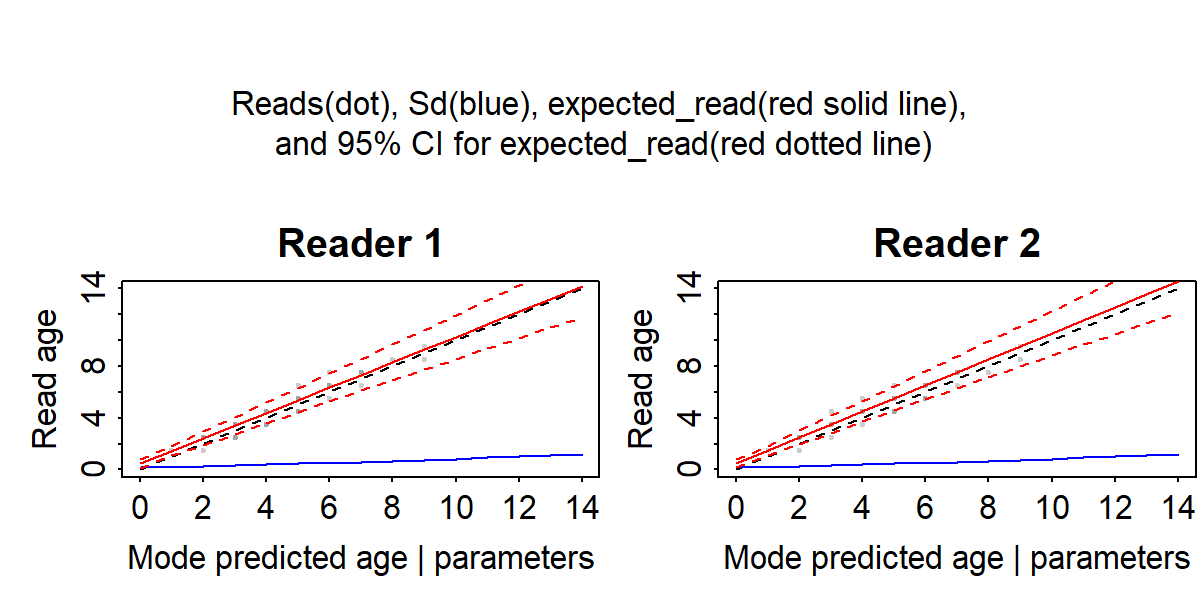 Reads(dot), Sd(blue), expected_read(red solid line),
and 95% CI for expected_read(red dotted line)
Reader 1
Read age
0 4 8 14
0 2 4 6 8 10 12 14
Mode predicted age | parameters
Reader 2
Read age
0 4 8 14
0 2 4 6 8 10 12 14
Mode predicted age | parameters